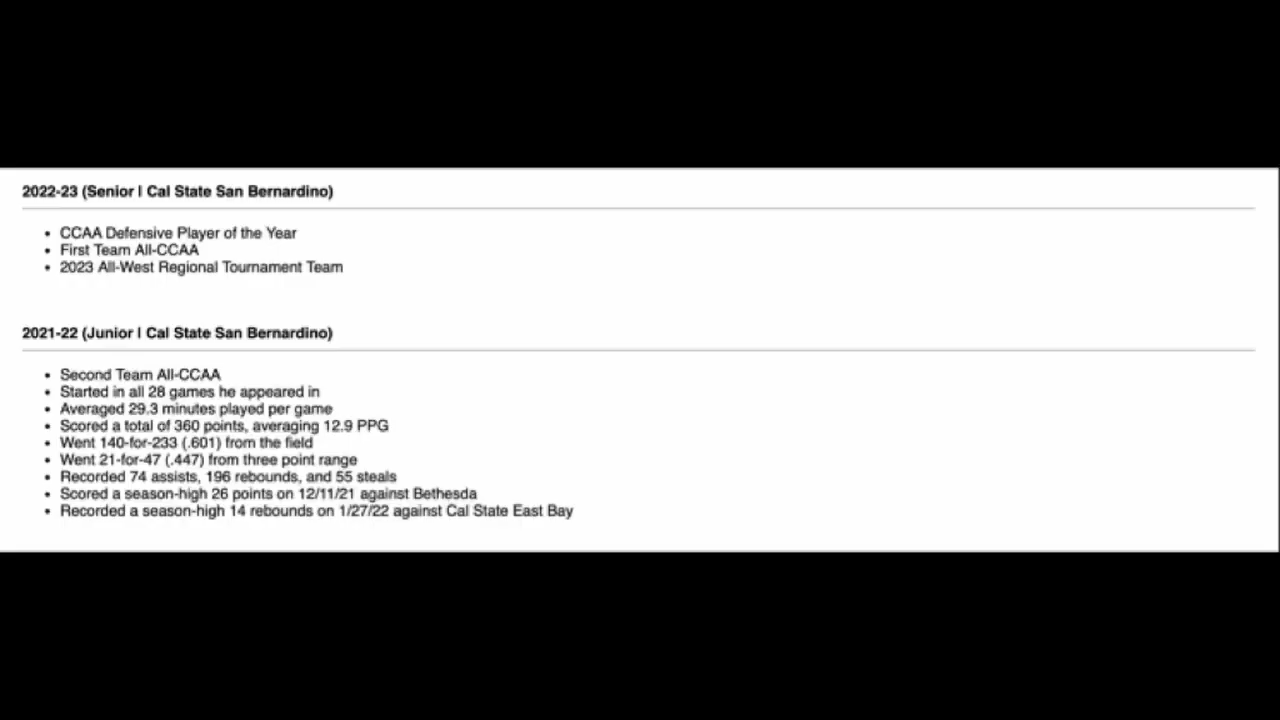 2022-23 (Senior | Cal State San Bernardino)
• CCAA Defensive Player of the Year
• First Team All-CCAA
• 2023 All-West Regional Tournament Team
2021-22 (Junior | Cal State San Bernardino)
• Second Team All-CCAA
• Started in all 28 games he appeared in
• Averaged 29.3 minutes played per game
• Scored a total of 360 points, averaging 12.9 PPG
• Went 140-for-233 (.601) from the field
• Went 21-for-47 (.447) from three point range
• Recorded 74 assists, 196 rebounds, and 55 steals
• Scored a season-high 26 points on 12/11/21 against Bethesda
• Recorded a season-high 14 rebounds on 1/27/22 against Cal State East Bay